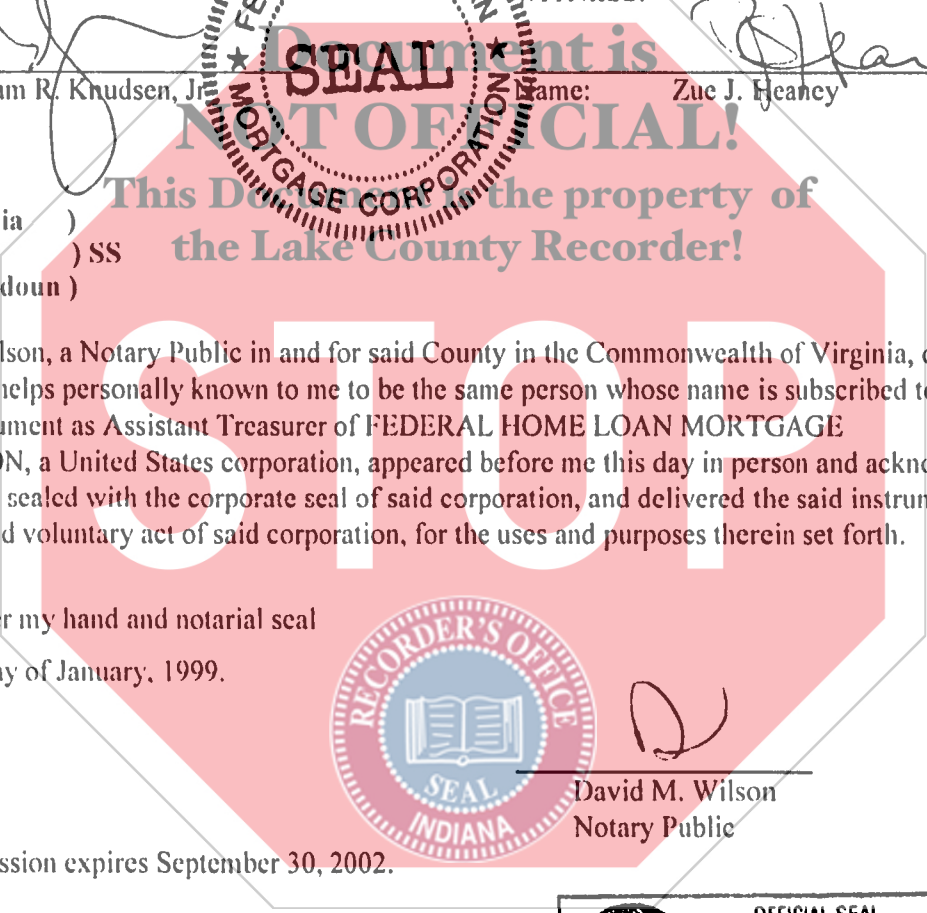 SEAL
MORTGAGE CORPORATION
Document is
am R. Knudsen, Jr
Name: Zue J. Heaney
NOT OFFICIAL!
This Document is the property of
ia )
) SS
the Lake County Recorder!
doun )
STOP
lson, a Notary Public in and for said County in the Commonwealth of Virginia,
helps personally known to me to be the same person whose name is subscribed to
ument as Assistant Treasurer of FEDERAL HOME LOAN MORTGAGE
ON, a United States corporation, appeared before me this day in person and ackno
sealed with the corporate seal of said corporation, and delivered the said instrum
d voluntary act of said corporation, for the uses and purposes therein set forth.
r my hand and notarial seal
ay of January, 1999.
RECORDER'S OFFICE
SEAL
INDIANA
David M. Wilson
Notary Public
ssion expires September 30, 2002.
OFFICIAL SEAL